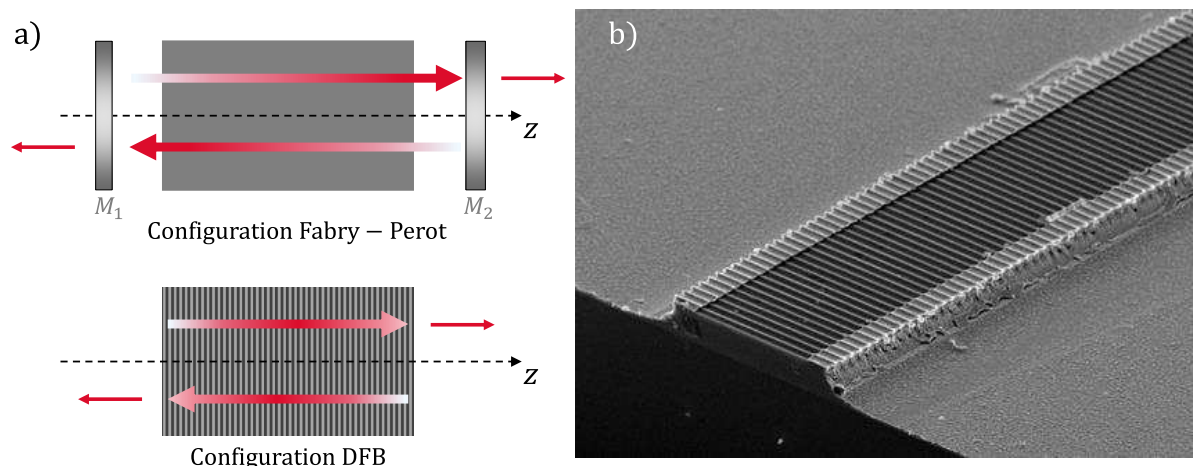 a)
z
M₁
M₂
Configuration Fabry − Perot
z
Configuration DFB
b)